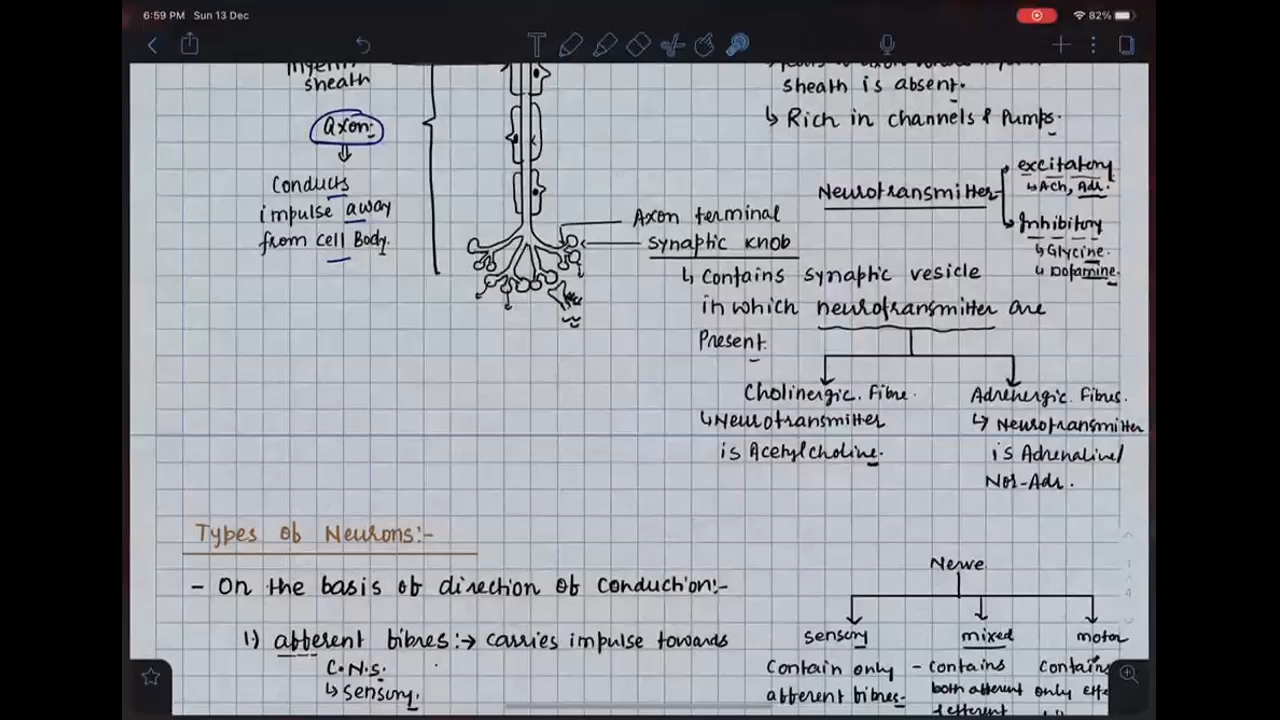 6:59 PM Sun 13 Dec
82%
sheath
axon:
Conducts
impulse away
from cell Body.
sheath is absent.
↳ Rich in channels & Pumps.
Neurotransmitter
excitatory
↳ Ach, Adr.
Inhibitory
↳ Glycine.
↳ Dopamine.
Axon terminal
synaptic knob
↳ Contains synaptic vesicle
in which neurotransmitter are
Present.
Cholinergic. Fibre.
↳ Neurotransmitter
is Acetylcholine.
Adrenergic. Fibres.
↳ Neurotransmitter
is Adrenaline/
Nor-Adr.
Types of Neurons:-
- On the basis of direction of conduction:-
1) afferent fibres:→ carries impulse towards
C.N.S.
↳ sensory.
Nerve
sensory
Contain only
afferent fibres.
mixed
- contains
both afferent
& efferent
motor
contains
only effe